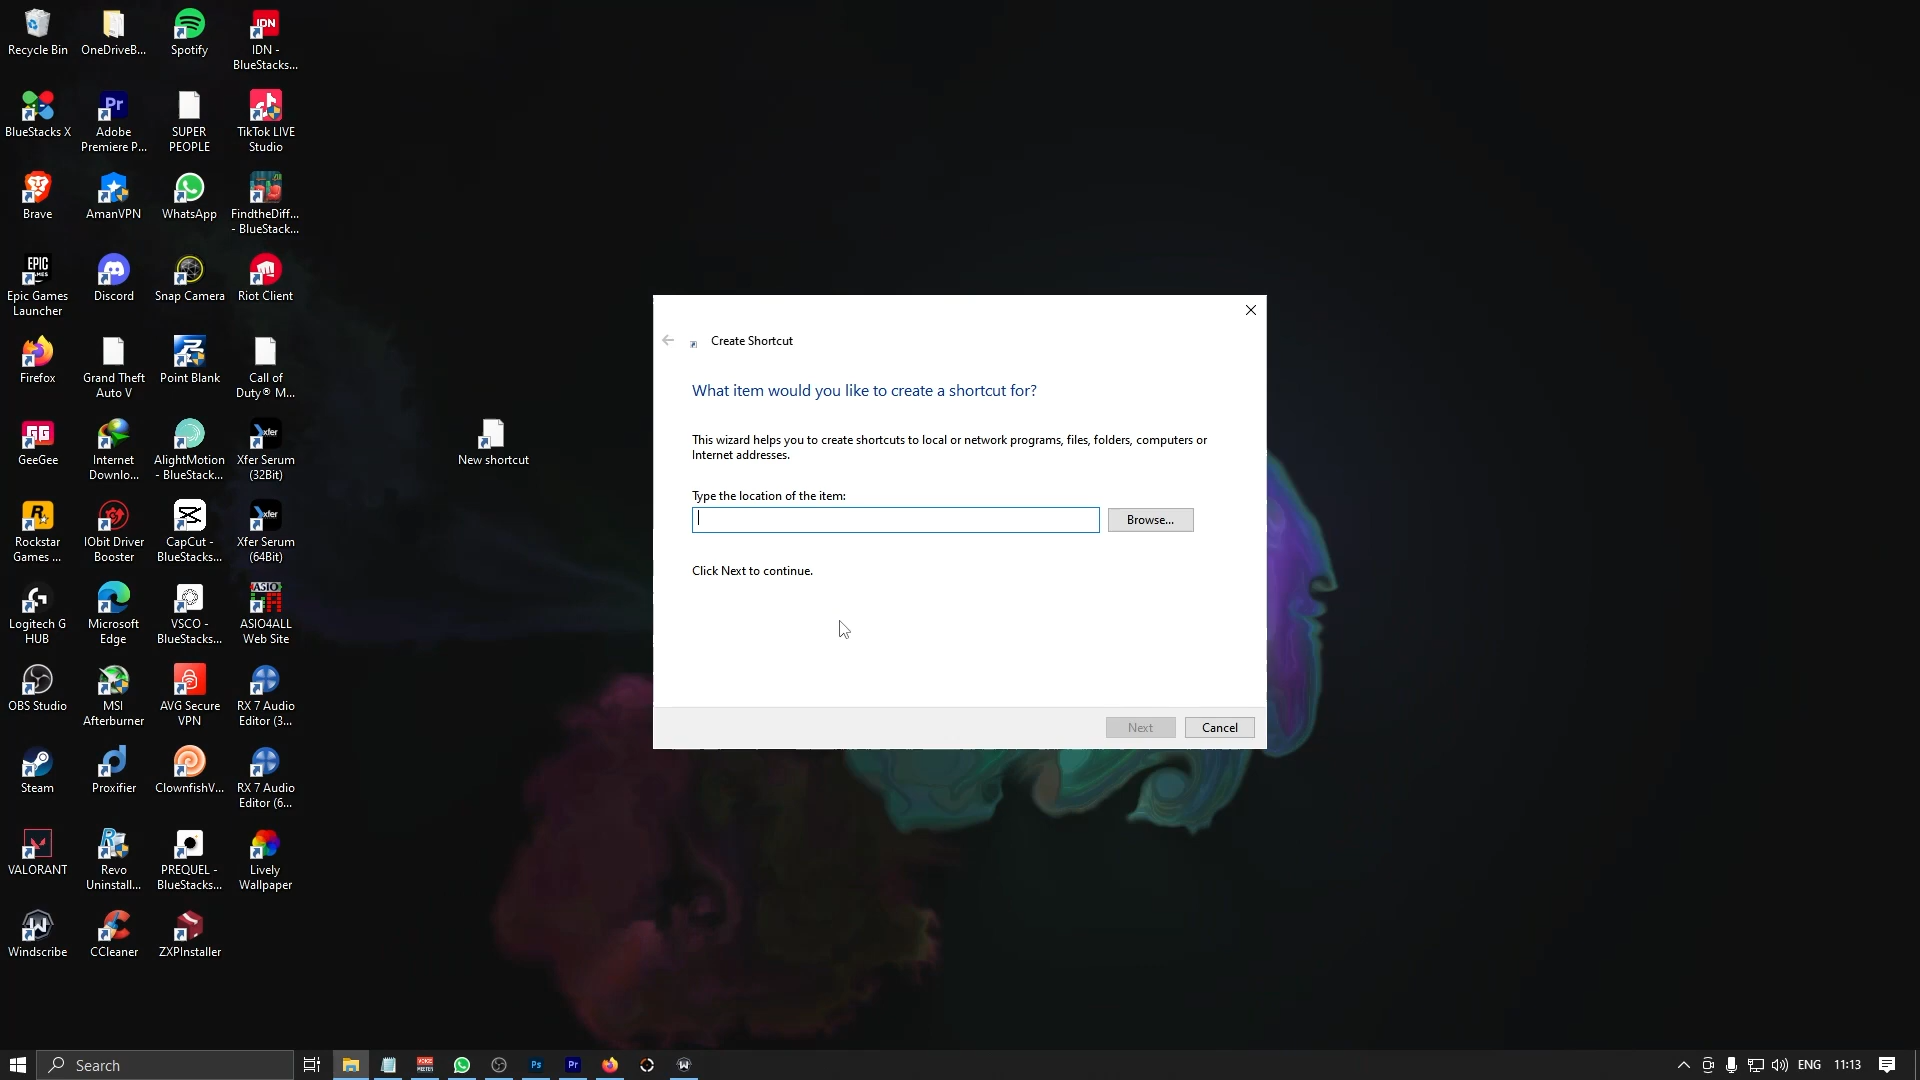 Recycle Bin
OneDriveB...
Spotify
IDN -
BlueStacks...
BlueStacks X
Adobe
Premiere P...
SUPER
PEOPLE
TikTok LIVE
Studio
Brave
AmanVPN
WhatsApp
FindtheDiff...
- BlueStack...
Epic Games
Launcher
Discord
Snap Camera
Riot Client
Firefox
Grand Theft
Auto V
Point Blank
Call of
Duty® M...
GeeGee
Internet
Downlo...
AlightMotion
- BlueStack...
Xfer Serum
(32Bit)
Rockstar
Games ...
IObit Driver
Booster
CapCut -
BlueStacks...
Xfer Serum
(64Bit)
Logitech G
HUB
Microsoft
Edge
VSCO -
BlueStacks...
ASIO4ALL
Web Site
OBS Studio
MSI
Afterburner
AVG Secure
VPN
RX 7 Audio
Editor (3...
Steam
Proxifier
ClownfishV...
RX 7 Audio
Editor (6...
VALORANT
Revo
Uninstall...
PREQUEL -
BlueStacks...
Lively
Wallpaper
Windscribe
CCleaner
ZXPInstaller
New shortcut
Create Shortcut
What item would you like to create a shortcut for?
This wizard helps you to create shortcuts to local or network programs, files, folders, computers or
Internet addresses.
Type the location of the item:
Browse...
Click Next to continue.
Next
Cancel
Search
ENG
11:13